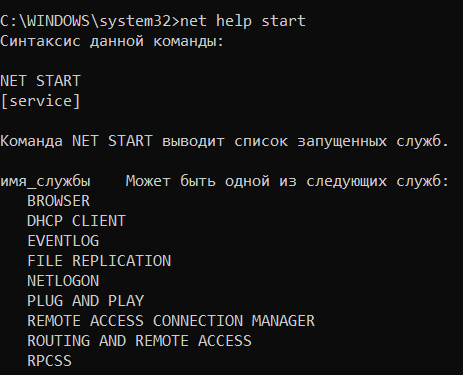 C:\WINDOWS\system32>net help start
Синтаксис данной команды:
NET START
[service]
Команда NET START выводит список запущенных служб.
имя_службы    Может быть одной из следующих служб:
BROWSER
DHCP CLIENT
EVENTLOG
FILE REPLICATION
NETLOGON
PLUG AND PLAY
REMOTE ACCESS CONNECTION MANAGER
ROUTING AND REMOTE ACCESS
RPCSS